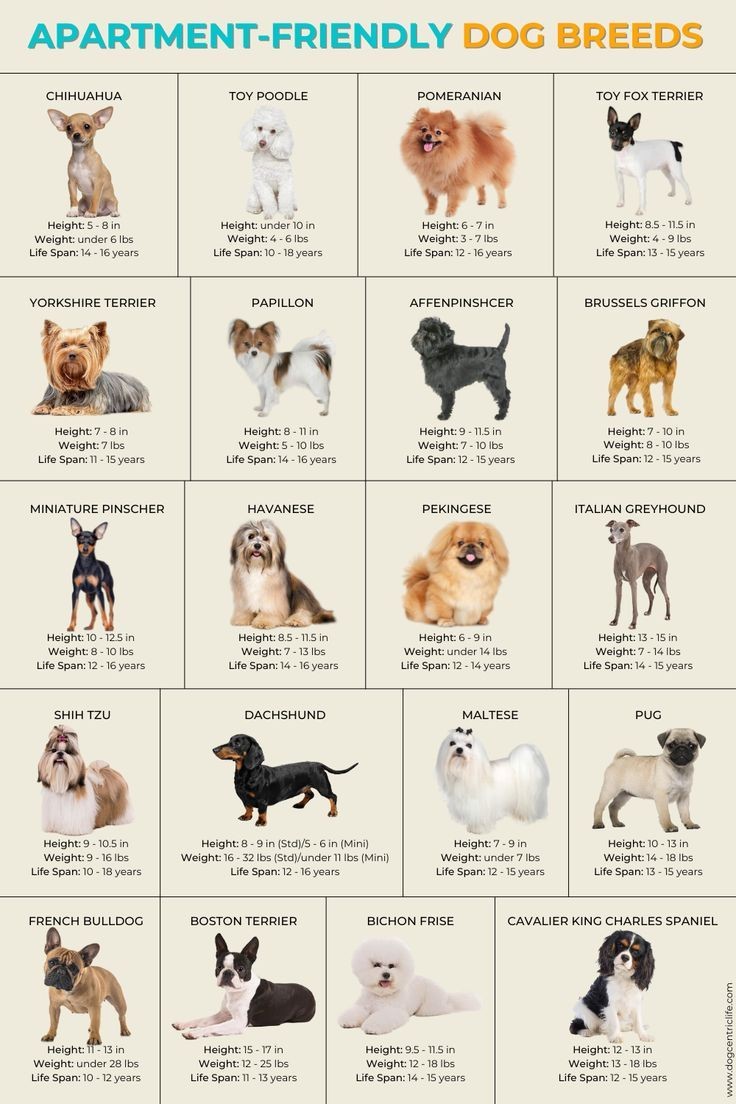 APARTMENT-FRIENDLY DOG BREEDS
CHIHUAHUA
Height: 5 - 8 in
Weight: under 6 lbs
Life Span: 14 - 16 years
TOY POODLE
Height: under 10 in
Weight: 4 - 6 lbs
Life Span: 10 - 18 years
POMERANIAN
Height: 6 - 7 in
Weight: 3 - 7 lbs
Life Span: 12 - 16 years
TOY FOX TERRIER
Height: 8.5 - 11.5 in
Weight: 4 - 9 lbs
Life Span: 13 - 15 years
YORKSHIRE TERRIER
Height: 7 - 8 in
Weight: 7 lbs
Life Span: 11 - 15 years
PAPILLON
Height: 8 - 11 in
Weight: 5 - 10 lbs
Life Span: 14 - 16 years
AFFENPINSHCER
Height: 9 - 11.5 in
Weight: 7 - 10 lbs
Life Span: 12 - 15 years
BRUSSELS GRIFFON
Height: 7 - 10 in
Weight: 8 - 10 lbs
Life Span: 12 - 15 years
MINIATURE PINSCHER
Height: 10 - 12.5 in
Weight: 8 - 10 lbs
Life Span: 12 - 16 years
HAVANESE
Height: 8.5 - 11.5 in
Weight: 7 - 13 lbs
Life Span: 14 - 16 years
PEKINGESE
Height: 6 - 9 in
Weight: under 14 lbs
Life Span: 12 - 14 years
ITALIAN GREYHOUND
Height: 13 - 15 in
Weight: 7 - 14 lbs
Life Span: 14 - 15 years
SHIH TZU
Height: 9 - 10.5 in
Weight: 9 - 16 lbs
Life Span: 10 - 18 years
DACHSHUND
Height: 8 - 9 in (Std)/5 - 6 in (Mini)
Weight: 16 - 32 lbs (Std)/under 11 lbs (Mini)
Life Span: 12 - 16 years
MALTESE
Height: 7 - 9 in
Weight: under 7 lbs
Life Span: 12 - 15 years
PUG
Height: 10 - 13 in
Weight: 14 - 18 lbs
Life Span: 13 - 15 years
FRENCH BULLDOG
Height: 11 - 13 in
Weight: under 28 lbs
Life Span: 10 - 12 years
BOSTON TERRIER
Height: 15 - 17 in
Weight: 12 - 25 lbs
Life Span: 11 - 13 years
BICHON FRISE
Height: 9.5 - 11.5 in
Weight: 12 - 18 lbs
Life Span: 14 - 15 years
CAVALIER KING CHARLES SPANIEL
Height: 12 - 13 in
Weight: 13 - 18 lbs
Life Span: 12 - 15 years
www.dogcentriclife.com